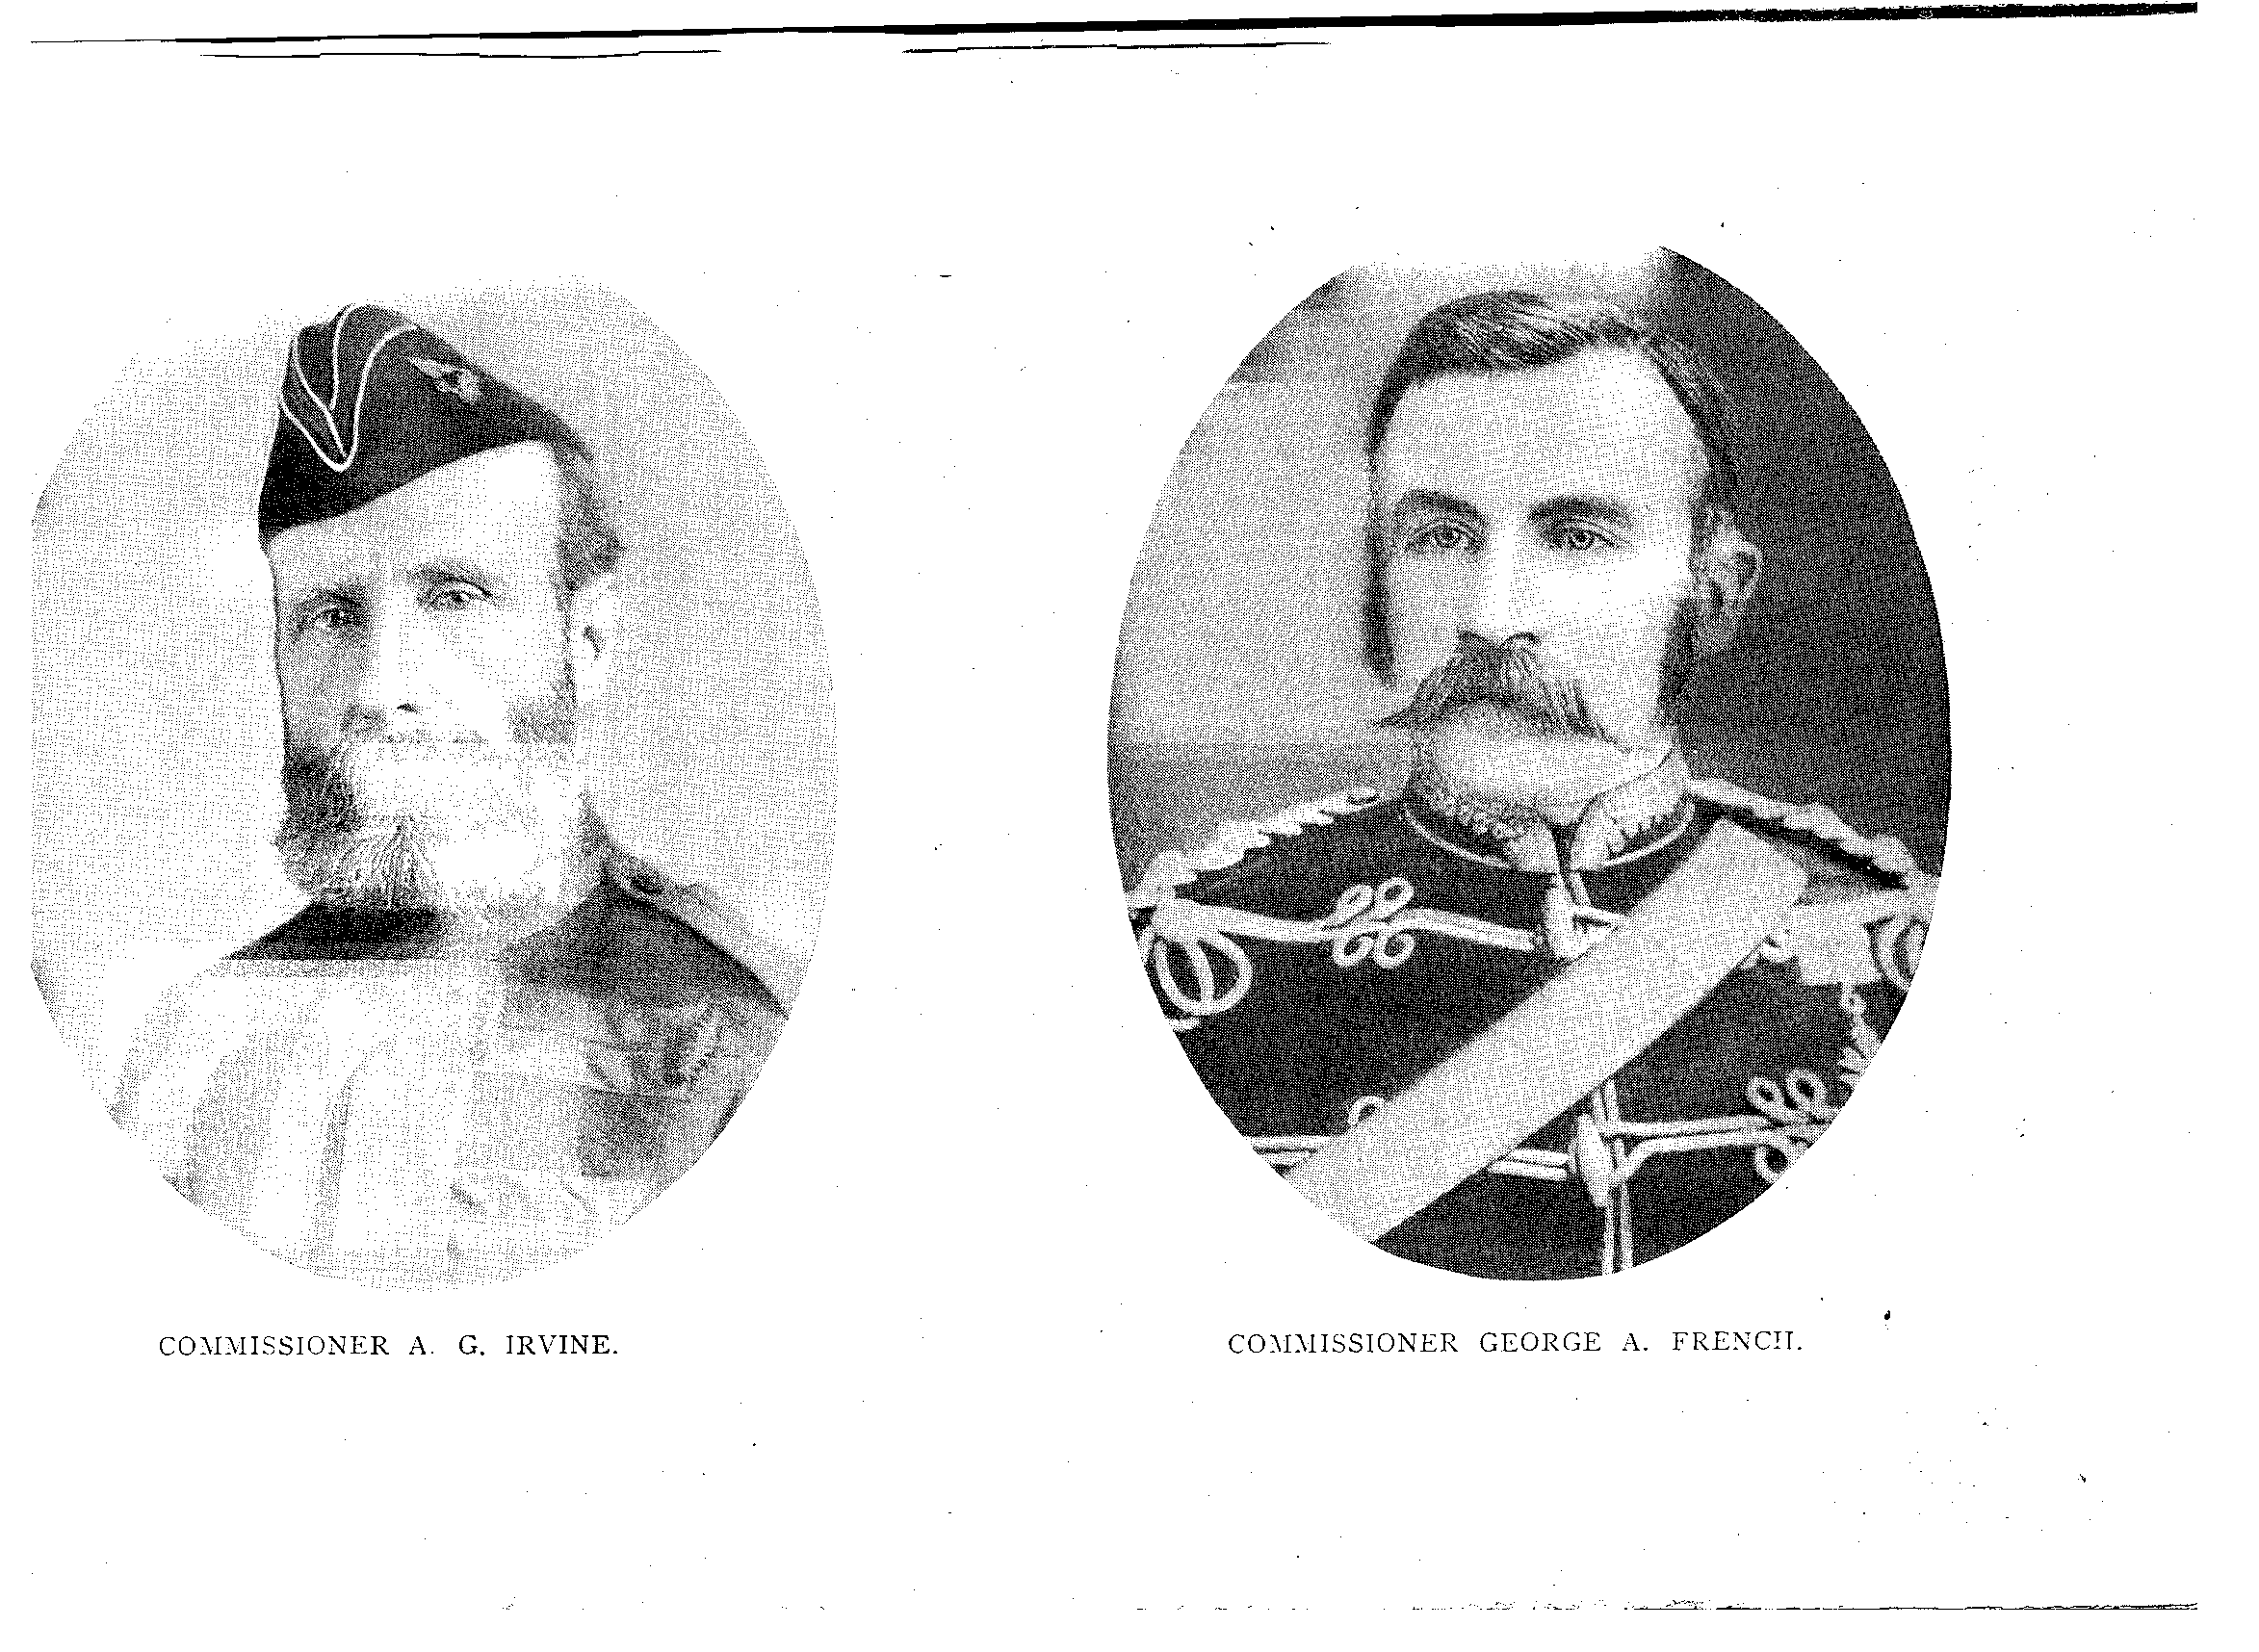 COMMISSIONER A. G. IRVINE.
COMMISSIONER GEORGE A. FRENCH.